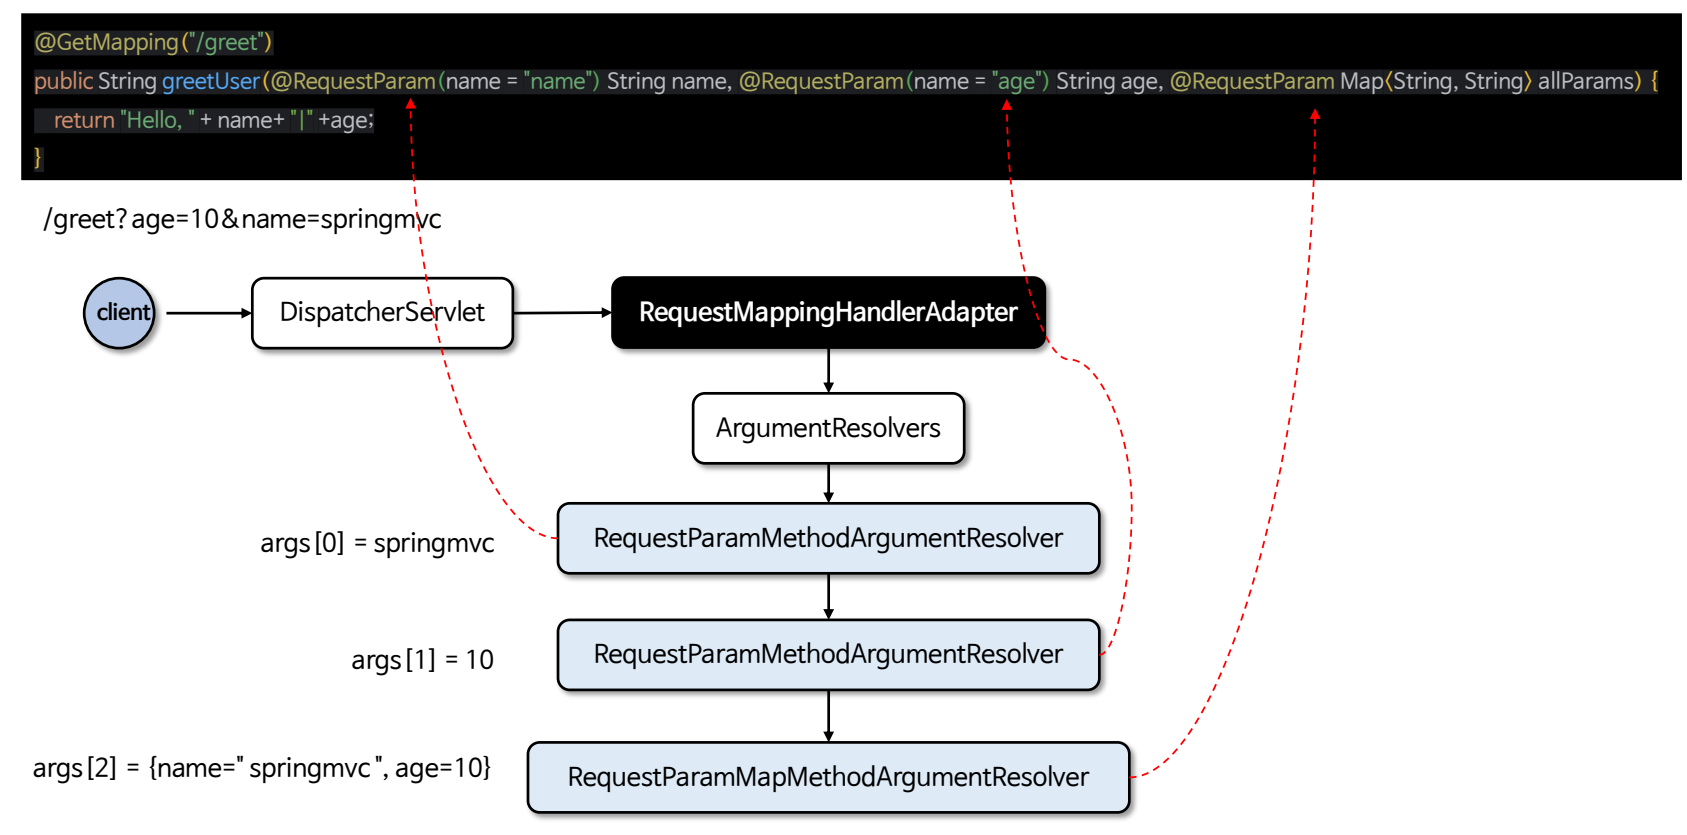 @GetMapping("/greet")
public String greetUser(@RequestParam(name = "name") String name, @RequestParam(name = "age") String age, @RequestParam Map<String, String> allParams) {
return "Hello, " + name+ "|" +age;
}
/greet?age=10&name=springmvc
client
DispatcherServlet
RequestMappingHandlerAdapter
ArgumentResolvers
args[0] = springmvc
RequestParamMethodArgumentResolver
args[1] = 10
RequestParamMethodArgumentResolver
args[2] = {name="springmvc", age=10}
RequestParamMapMethodArgumentResolver